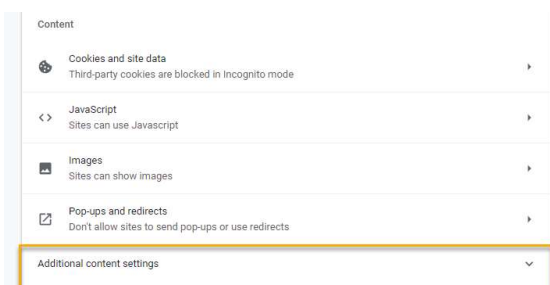 Content
Cookies and site data
Third-party cookies are blocked in Incognito mode
JavaScript
Sites can use Javascript
Images
Sites can show images
Pop-ups and redirects
Don't allow sites to send pop-ups or use redirects
Additional content settings